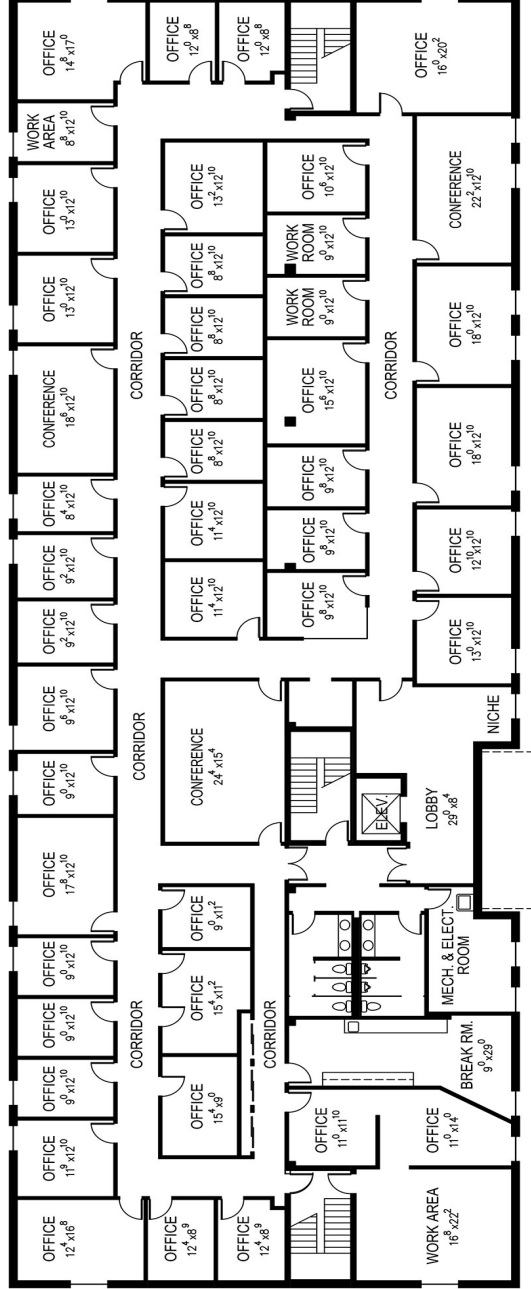 OFFICE
12⁴x16⁸
OFFICE
11⁹x12¹⁰
OFFICE
9⁰x12¹⁰
OFFICE
9⁰x12¹⁰
OFFICE
9⁰x12¹⁰
OFFICE
17⁸x12¹⁰
OFFICE
9⁰x12¹⁰
OFFICE
9⁶x12¹⁰
OFFICE
9²x12¹⁰
OFFICE
9²x12¹⁰
OFFICE
8⁴x12¹⁰
CONFERENCE
18⁶x12¹⁰
OFFICE
13⁰x12¹⁰
OFFICE
13⁰x12¹⁰
WORK
AREA
8⁸x12¹⁰
OFFICE
14⁸x17⁰
CORRIDOR
CORRIDOR
CORRIDOR
OFFICE
12⁴x8⁹
OFFICE
15⁴x9⁰
OFFICE
15⁴x11²
OFFICE
9⁰x11²
CONFERENCE
24⁴x15⁴
OFFICE
11⁴x12¹⁰
OFFICE
11⁴x12¹⁰
OFFICE
8⁸x12¹⁰
OFFICE
8⁸x12¹⁰
OFFICE
8⁸x12¹⁰
OFFICE
8⁸x12¹⁰
OFFICE
13²x12¹⁰
OFFICE
12⁰x8⁸
OFFICE
12⁴x8⁹
CORRIDOR
OFFICE
9⁸x12¹⁰
OFFICE
9⁸x12¹⁰
OFFICE
9⁸x12¹⁰
OFFICE
15⁶x12¹⁰
WORK
ROOM
9⁰x12¹⁰
WORK
ROOM
9⁰x12¹⁰
OFFICE
10⁶x12¹⁰
OFFICE
12⁰x8⁸
OFFICE
11⁰x11¹⁰
ELEV.
CORRIDOR
WORK AREA
16⁸x22²
OFFICE
11⁰x14⁰
BREAK RM.
9⁰x29⁰
MECH. & ELECT.
ROOM
LOBBY
29⁰x8⁴
NICHE
OFFICE
13⁰x12¹⁰
OFFICE
12¹⁰x12¹⁰
OFFICE
18⁰x12¹⁰
OFFICE
18⁰x12¹⁰
CONFERENCE
22²x12¹⁰
OFFICE
16⁰x20²